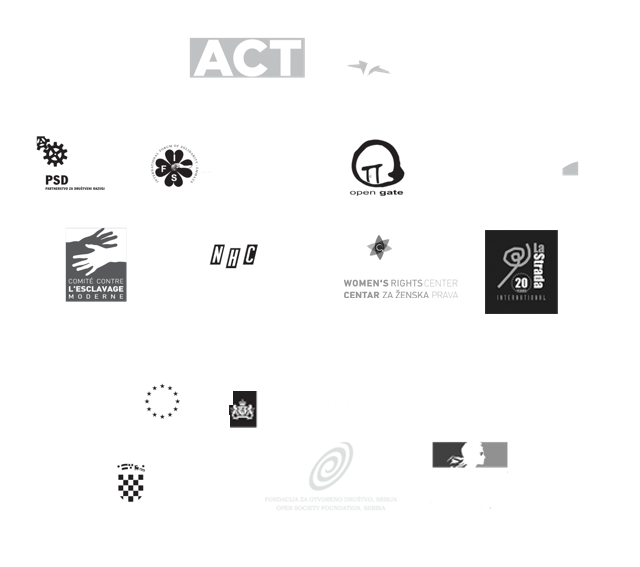 ACT
PSD
PARTNERSTVO ZA DRUŠTVENI RAZVOJ
F I S
open gate
COMITÉ CONTRE
L'ESCLAVAGE
MODERNE
NHC
WOMEN'S RIGHTS CENTER
CENTAR ZA ŽENSKA PRAVA
La Strada
20
INTERNATIONAL
FONDACIJA ZA OTVORENO DRUŠTVO, SRBIJA
OPEN SOCIETY FOUNDATION, SERBIA